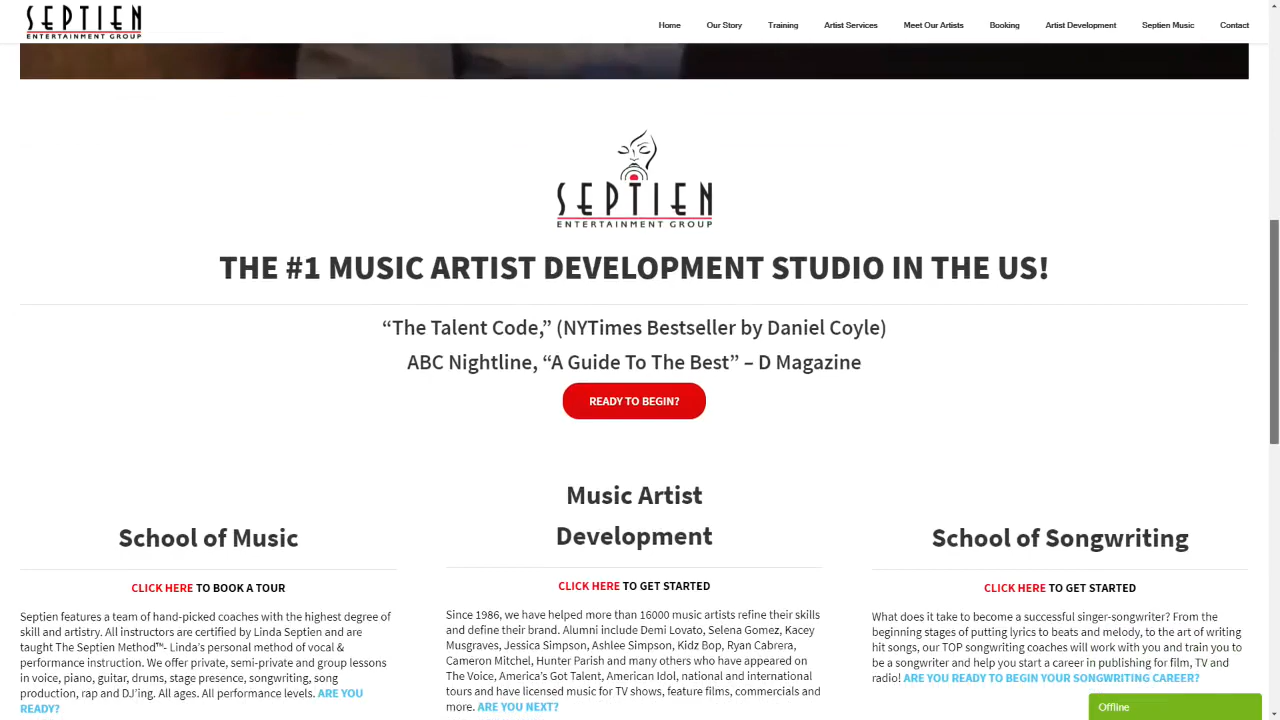 SEPTIEN
ENTERTAINMENT GROUP
Home Our Story Training Artist Services Meet Our Artists Booking Artist Development Septien Music Contact
SEPTIEN
ENTERTAINMENT GROUP
THE #1 MUSIC ARTIST DEVELOPMENT STUDIO IN THE US!
“The Talent Code,” (NYTimes Bestseller by Daniel Coyle)
ABC Nightline, “A Guide To The Best” – D Magazine
READY TO BEGIN?
School of Music
CLICK HERE TO BOOK A TOUR
Septien features a team of hand-picked coaches with the highest degree of
skill and artistry. All instructors are certified by Linda Septien and are
taught The Septien Method™- Linda's personal method of vocal &
performance instruction. We offer private, semi-private and group lessons
in voice, piano, guitar, drums, stage presence, songwriting, song
production, rap and DJ'ing. All ages. All performance levels. ARE YOU
READY?
Music Artist
Development
CLICK HERE TO GET STARTED
Since 1986, we have helped more than 16000 music artists refine their skills
and define their brand. Alumni include Demi Lovato, Selena Gomez, Kacey
Musgraves, Jessica Simpson, Ashlee Simpson, Kidz Bop, Ryan Cabrera,
Cameron Mitchel, Hunter Parish and many others who have appeared on
The Voice, America's Got Talent, American Idol, national and international
tours and have licensed music for TV shows, feature films, commercials and
more. ARE YOU NEXT?
School of Songwriting
CLICK HERE TO GET STARTED
What does it take to become a successful singer-songwriter? From the
beginning stages of putting lyrics to beats and melody, to the art of writing
hit songs, our TOP songwriting coaches will work with you and train you to
be a songwriter and help you start a career in publishing for film, TV and
radio! ARE YOU READY TO BEGIN YOUR SONGWRITING CAREER?
Offline